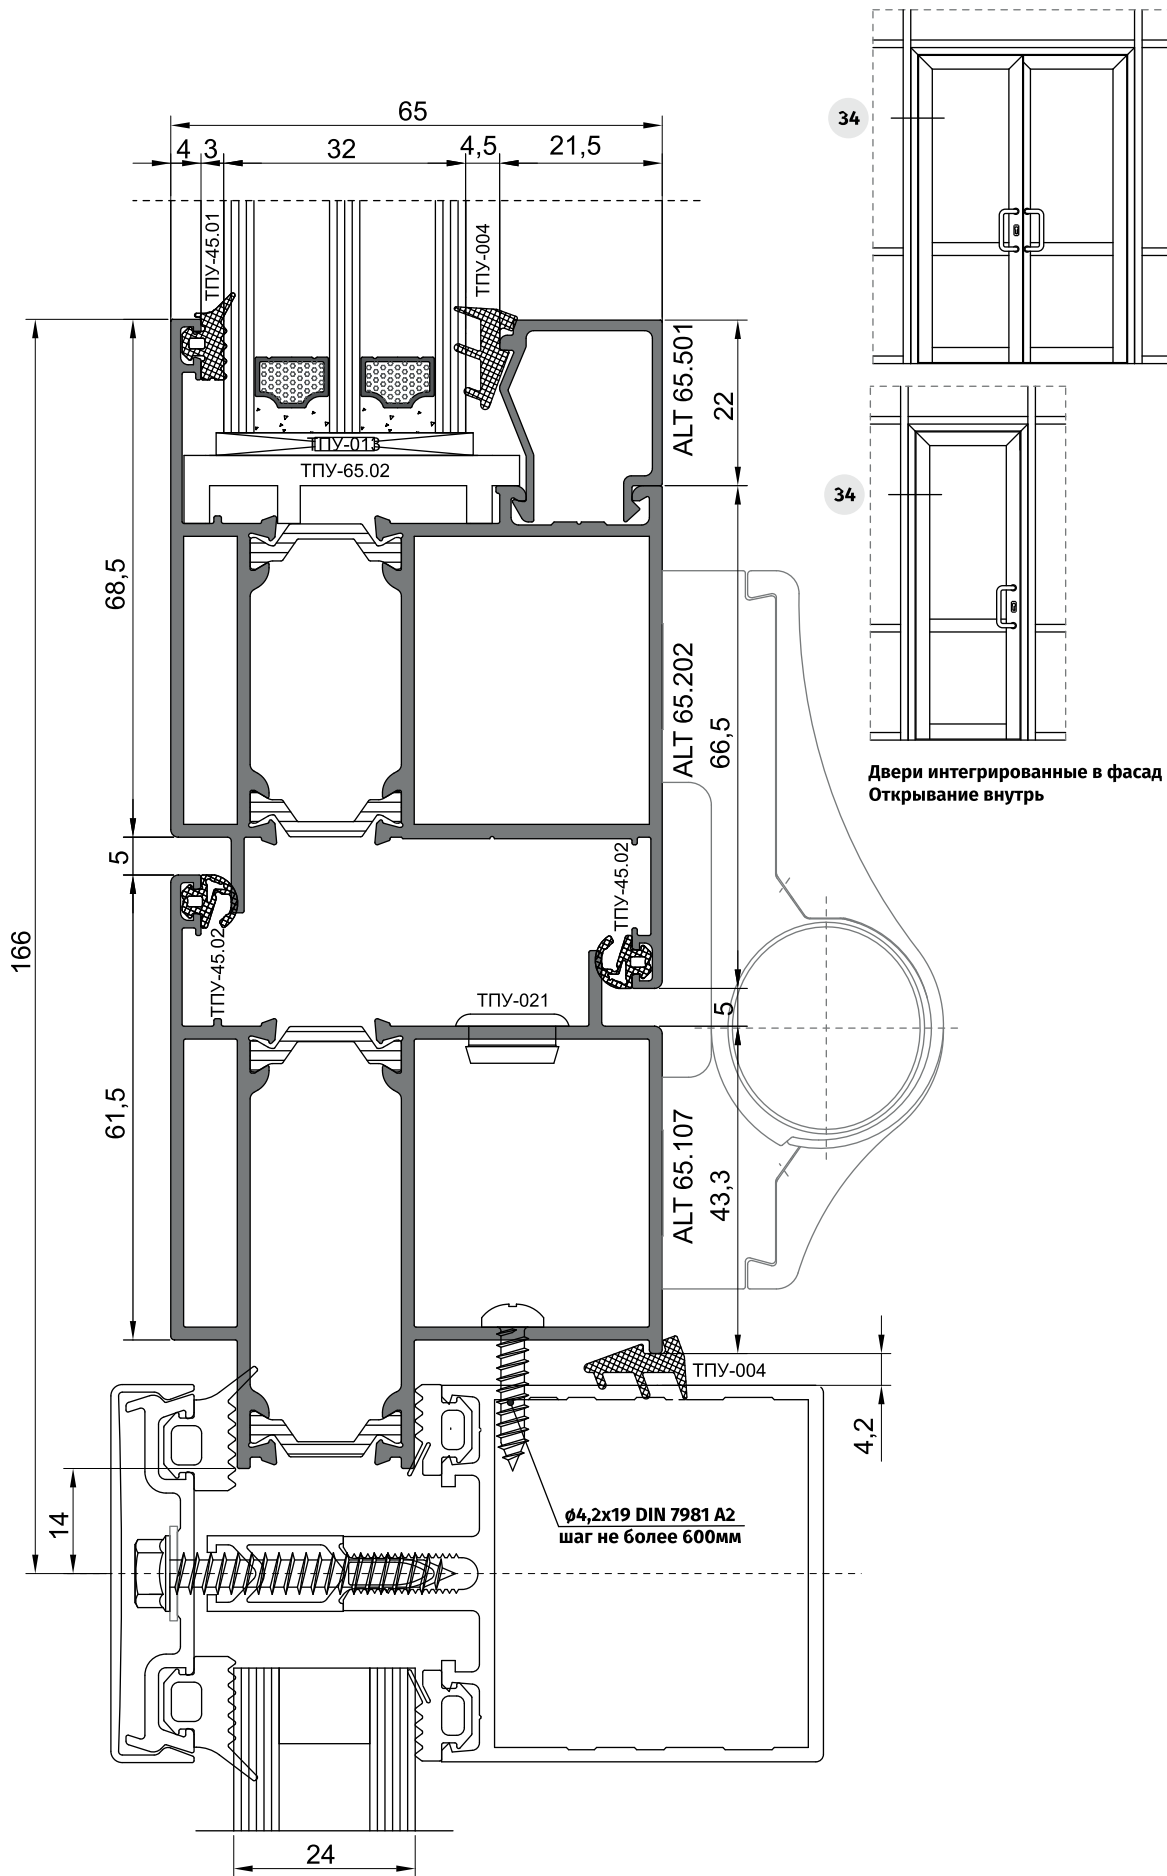 65
4
3
32
4,5
21,5
ТПУ-45.01
ТПУ-004
34
ALT 65.501
22
ТПУ-65.02
34
68,5
ALT 65.202
66,5
Двери интегрированные в фасад
Открывание внутрь
5
ТПУ-45.02
166
ТПУ-45.02
ТПУ-021
5
61,5
ALT 65.107
43,3
ТПУ-004
4,2
14
ø4,2x19 DIN 7981 A2
шаг не более 600мм
24